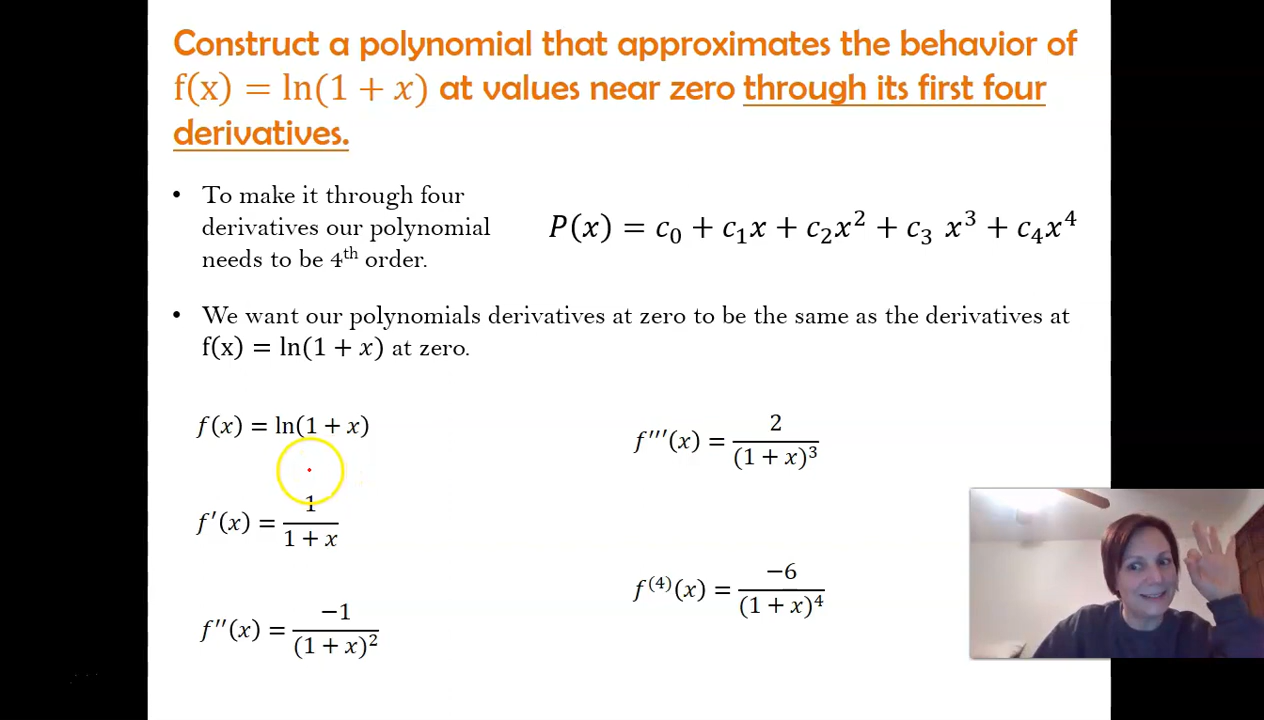 Construct a polynomial that approximates the behavior of
f(x) = ln(1 + x) at values near zero through its first four
derivatives.
• To make it through four
derivatives our polynomial
needs to be 4th order.
P(x) = c₀ + c₁x + c₂x² + c₃ x³ + c₄x⁴
• We want our polynomials derivatives at zero to be the same as the derivatives at
f(x) = ln(1 + x) at zero.
f(x) = ln(1 + x)
f′(x) = 1/(1 + x)
f″(x) = −1/(1 + x)²
f‴(x) = 2/(1 + x)³
f⁽⁴⁾(x) = −6/(1 + x)⁴